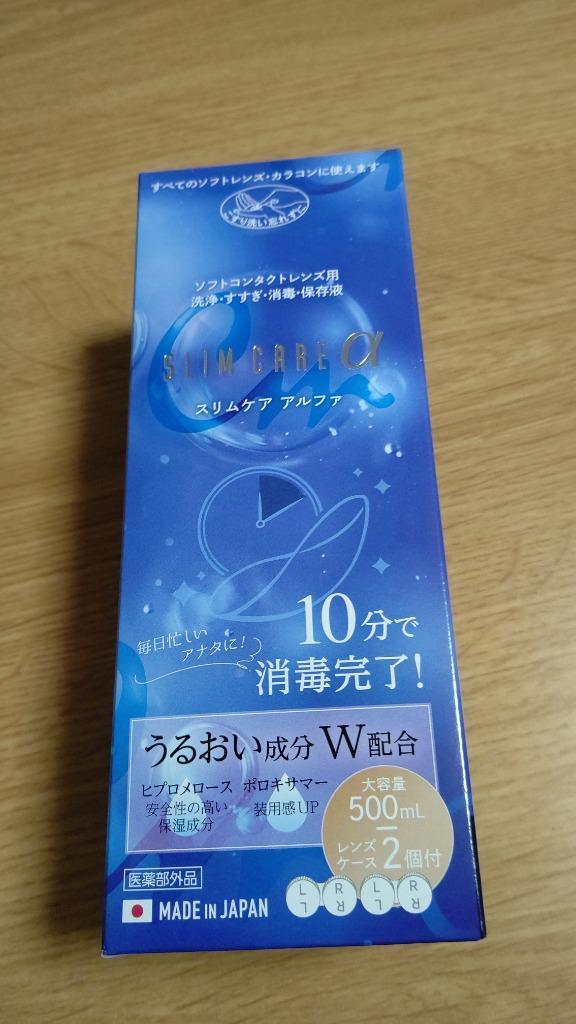 すべてのソフトレンズ・カラコンに使えます
こすり洗い忘れずに
ソフトコンタクトレンズ用
洗浄・すすぎ・消毒・保存液
SLIM CARE α
スリムケア アルファ
毎日忙しい
アナタに!
10分で
消毒完了!
うるおい成分 W配合
ヒプロメロース ポロキサマー
安全性の高い 装用感UP
保湿成分
大容量
500mL
レンズ
ケース 2個付
医薬部外品
MADE IN JAPAN
L R L R
L R L R